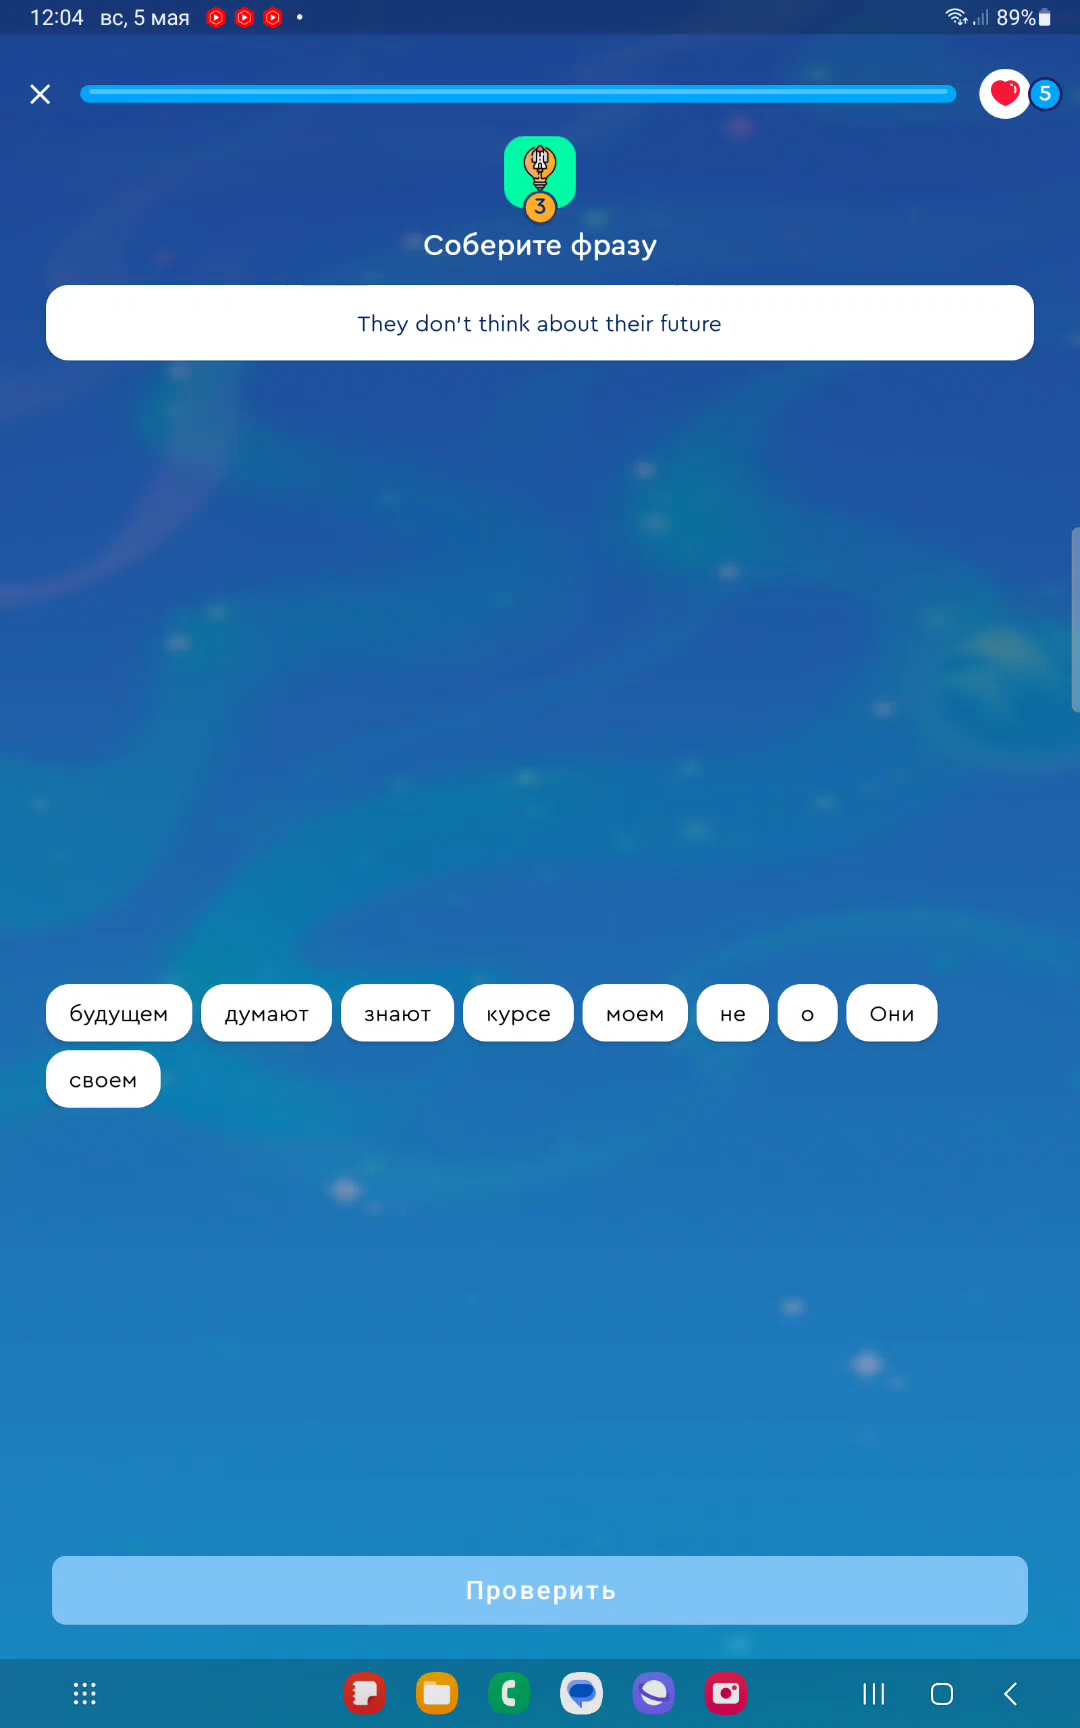 12:04 вс, 5 мая 89%
5
3
Соберите фразу
They don't think about their future
будущем думают знают курсе моем не о Они
своем
Проверить